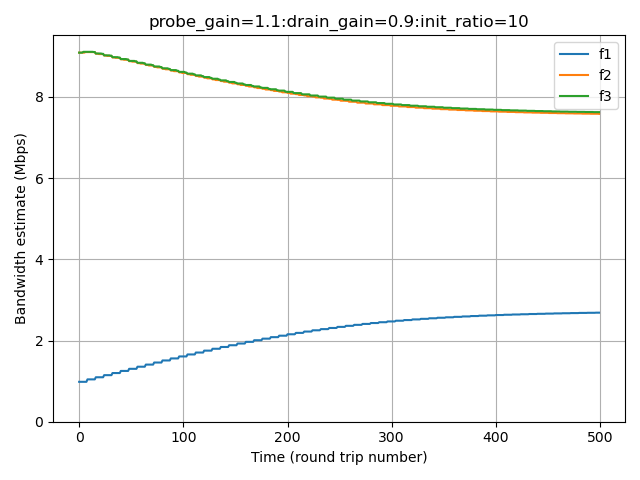 probe_gain=1.1:drain_gain=0.9:init_ratio=10
f1
f2
f3
8
6
4
2
0
Bandwidth estimate (Mbps)
0 100 200 300 400 500
Time (round trip number)